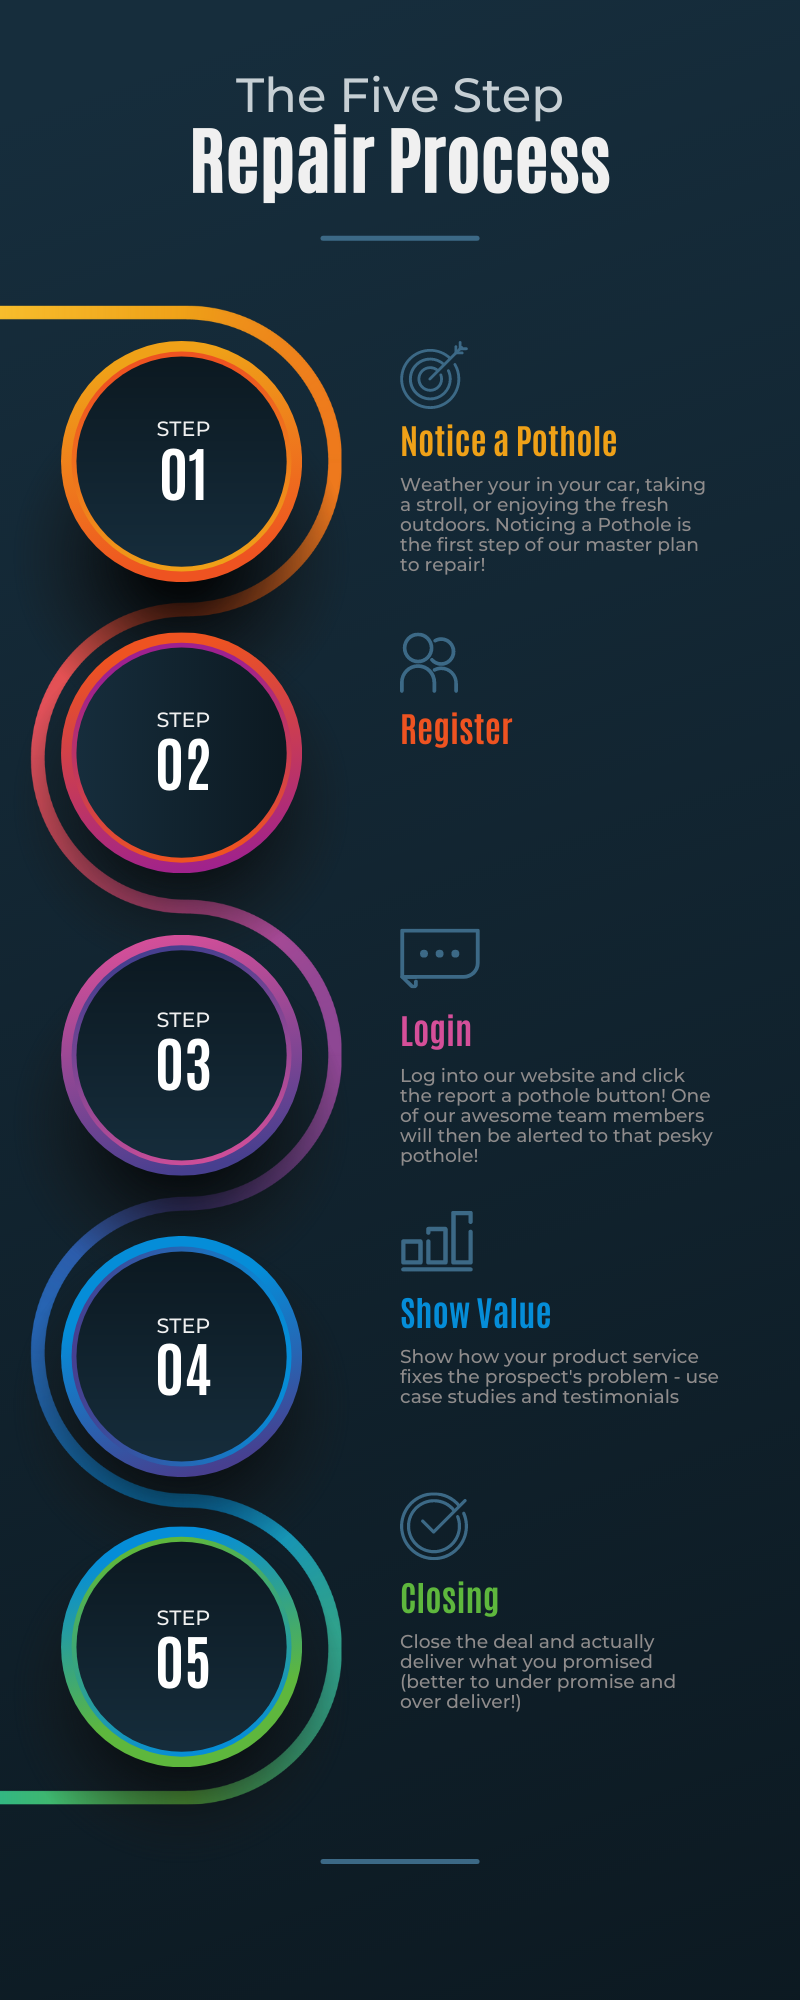 The Five Step
Repair Process
STEP
01
Notice a Pothole
Weather your in your car, taking
a stroll, or enjoying the fresh
outdoors. Noticing a Pothole is
the first step of our master plan
to repair!
STEP
02
Register
STEP
03
Login
Log into our website and click
the report a pothole button! One
of our awesome team members
will then be alerted to that pesky
pothole!
STEP
04
Show Value
Show how your product service
fixes the prospect's problem - use
case studies and testimonials
STEP
05
Closing
Close the deal and actually
deliver what you promised
(better to under promise and
over deliver!)